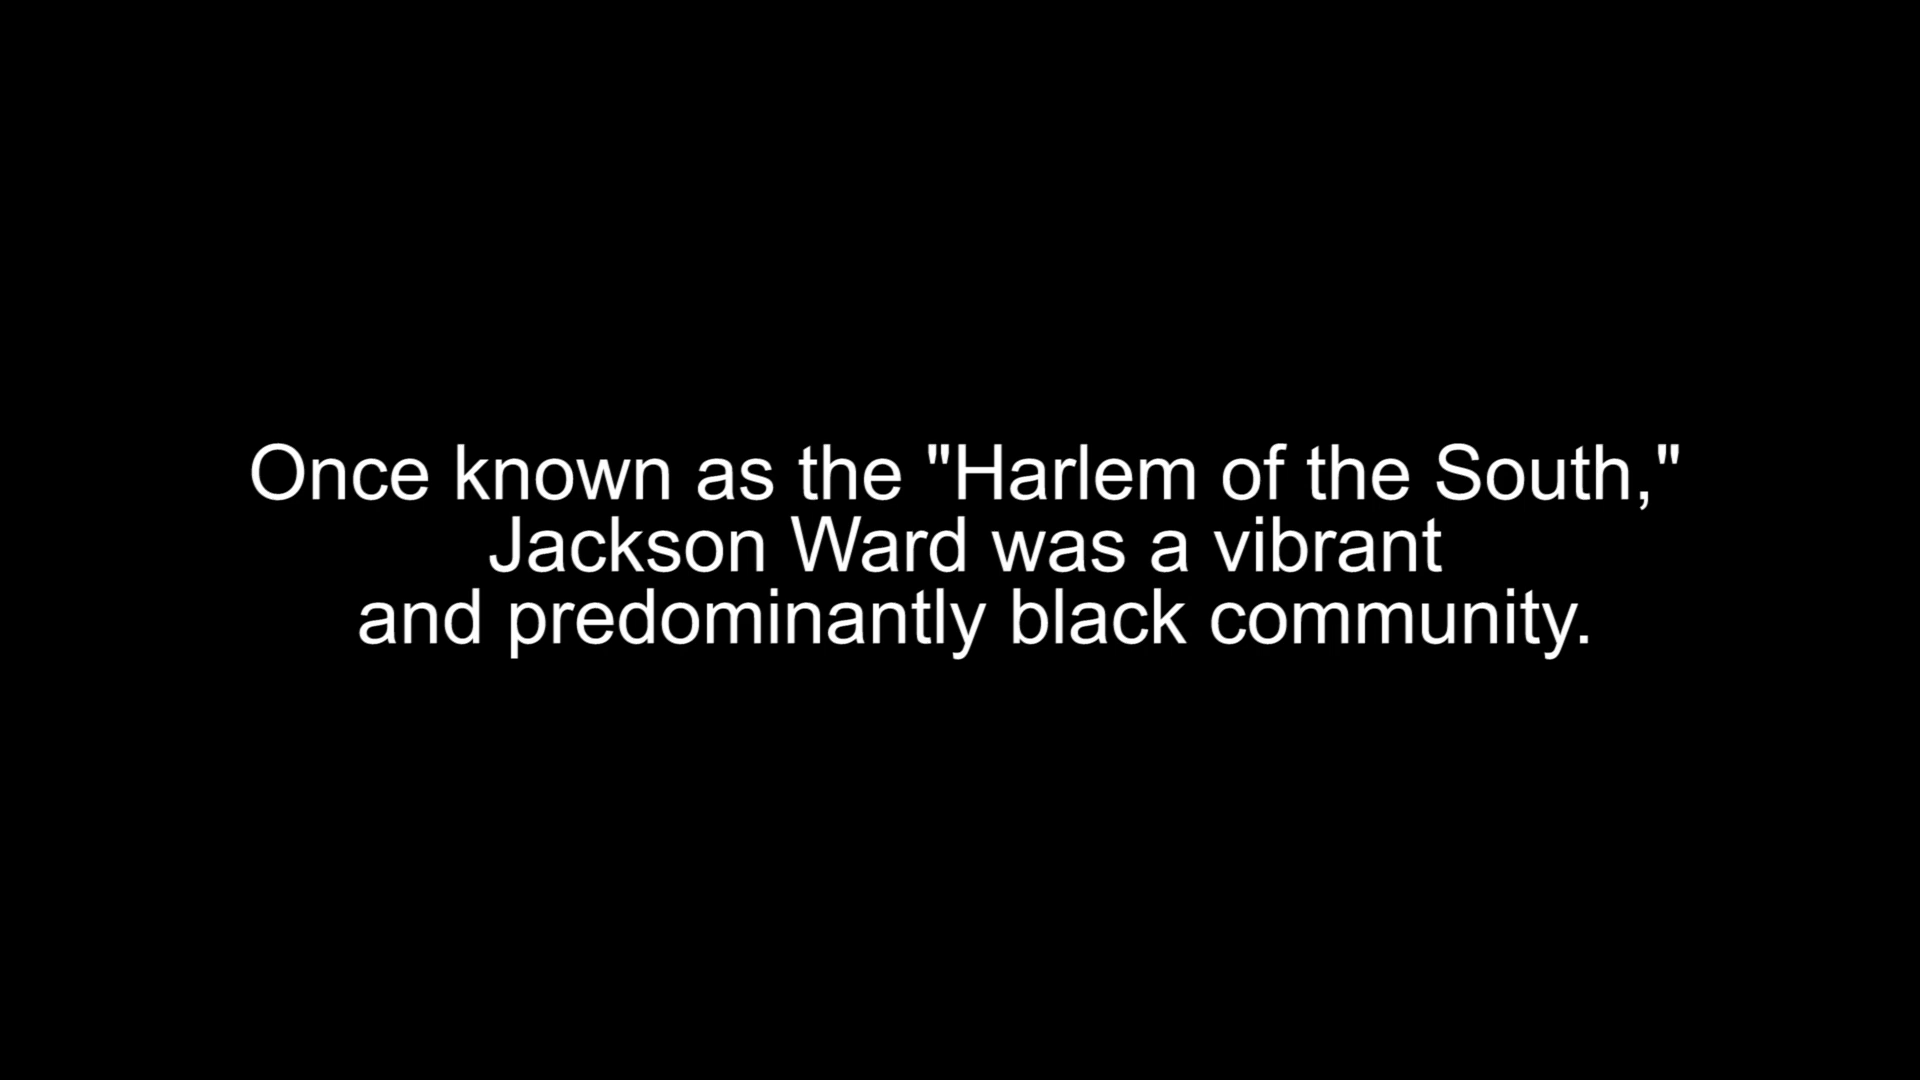 Once known as the "Harlem of the South,"
Jackson Ward was a vibrant
and predominantly black community.